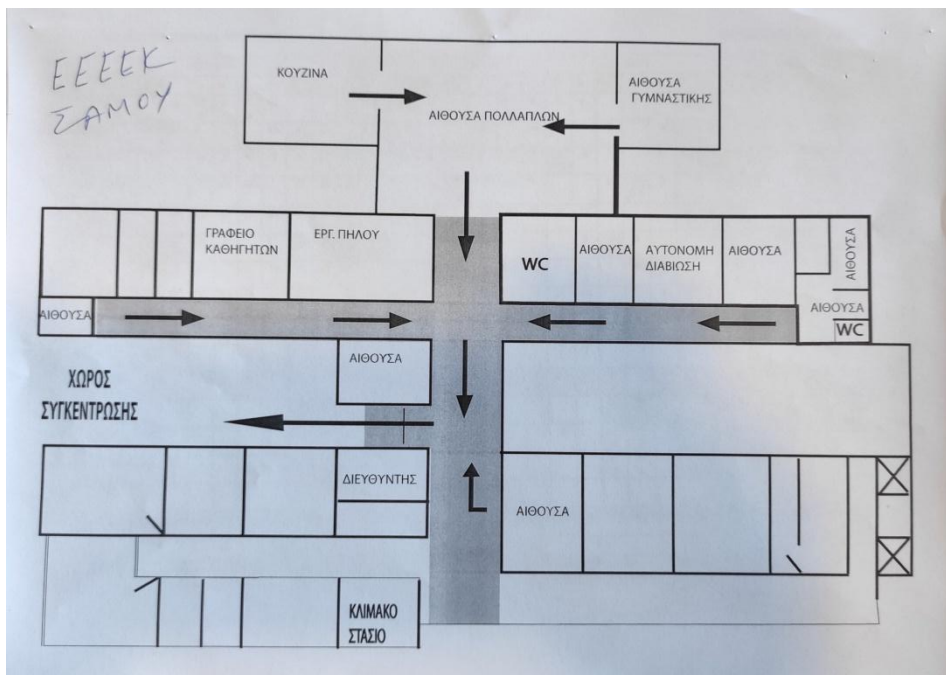 ΕΕΕΕΚ
ΣΑΜΟΥ
ΚΟΥΖΙΝΑ
ΑΙΘΟΥΣΑ ΠΟΛΛΑΠΛΩΝ
ΑΙΘΟΥΣΑ
ΓΥΜΝΑΣΤΙΚΗΣ
ΓΡΑΦΕΙΟ
ΚΑΘΗΓΗΤΩΝ
ΕΡΓ. ΠΗΛΟΥ
WC
ΑΙΘΟΥΣΑ
ΑΥΤΟΝΟΜΗ
ΔΙΑΒΙΩΣΗ
ΑΙΘΟΥΣΑ
ΑΙΘΟΥΣΑ
ΑΙΘΟΥΣΑ
WC
ΑΙΘΟΥΣΑ
ΑΙΘΟΥΣΑ
ΧΩΡΟΣ
ΣΥΓΚΕΝΤΡΩΣΗΣ
ΔΙΕΥΘΥΝΤΗΣ
ΑΙΘΟΥΣΑ
ΚΛΙΜΑΚΟ
ΣΤΑΣΙΟ